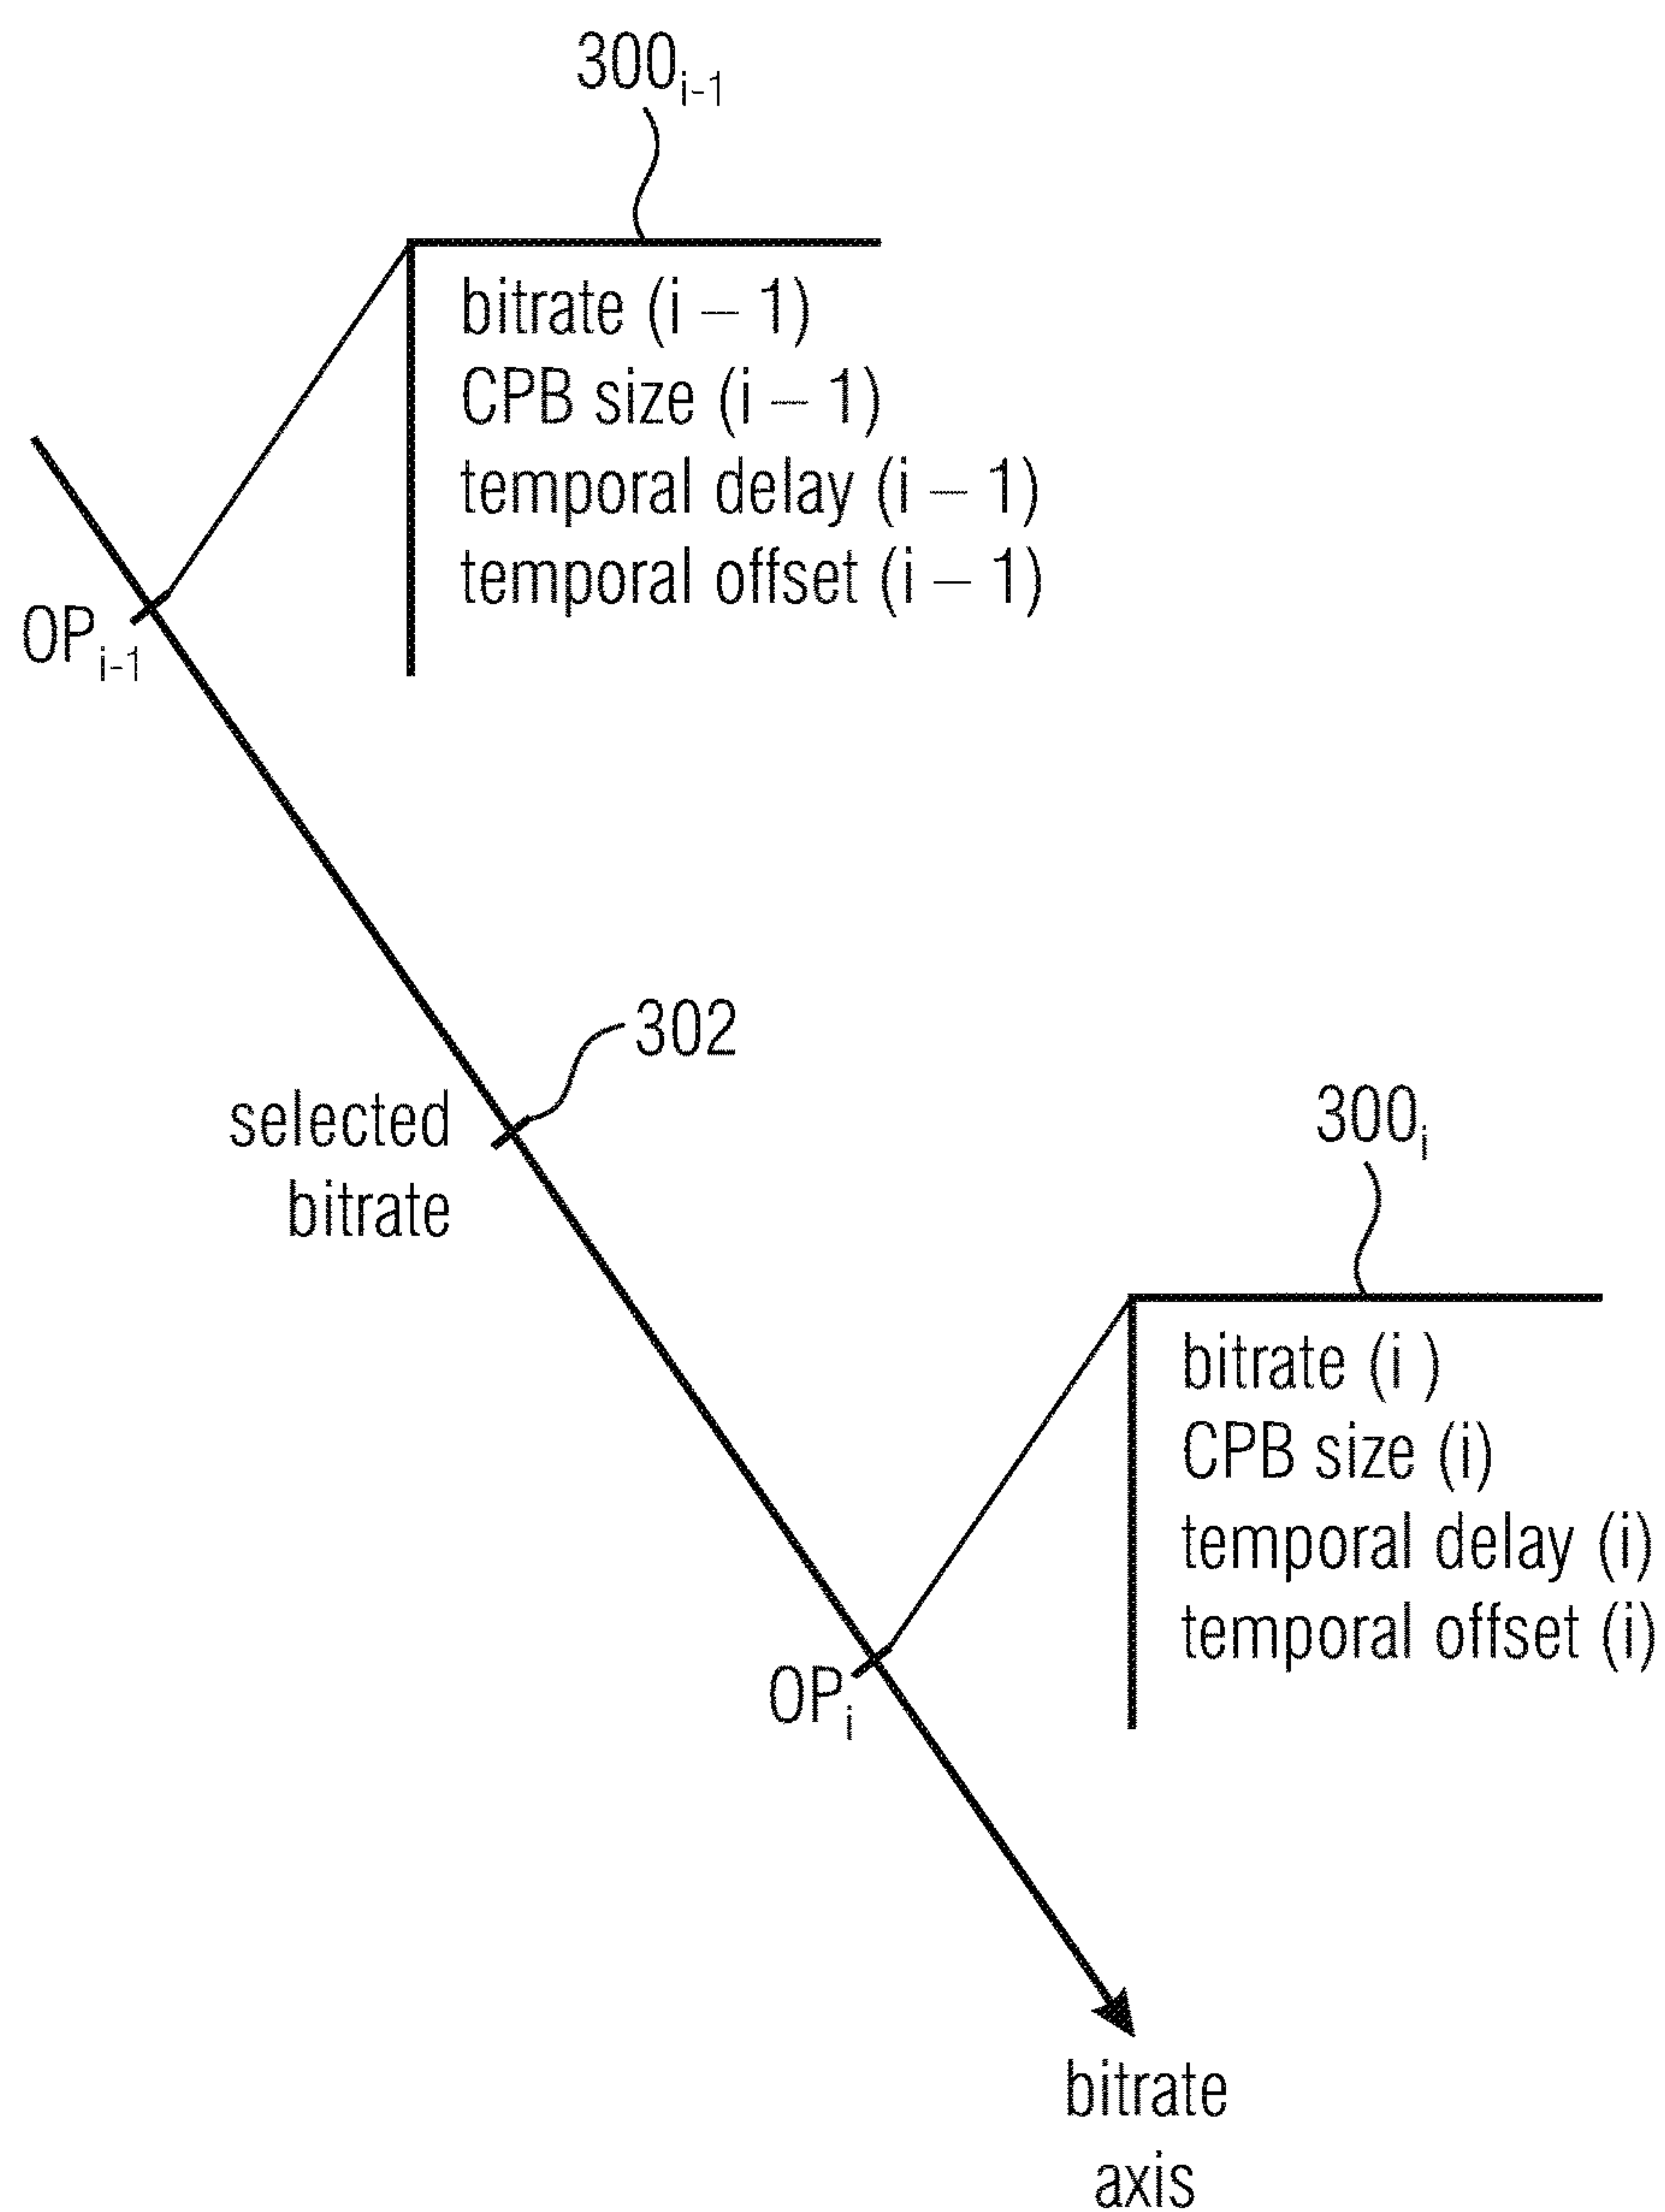 300i-1
bitrate (i – 1)
CPB size (i – 1)
temporal delay (i – 1)
temporal offset (i – 1)
OPi-1
302
selected
bitrate
300i
bitrate (i )
CPB size (i)
temporal delay (i)
temporal offset (i)
OPi
bitrate
axis